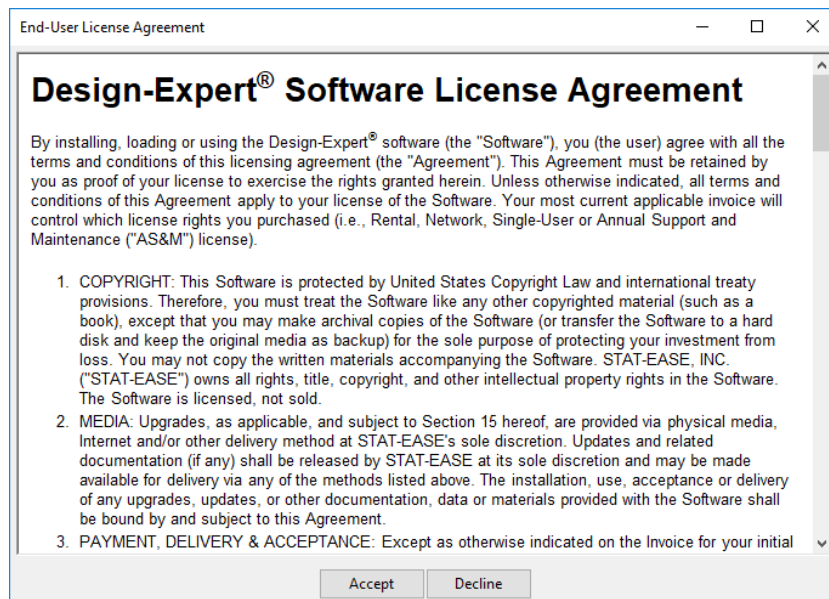 End-User License Agreement
Design-Expert® Software License Agreement
By installing, loading or using the Design-Expert® software (the "Software"), you (the user) agree with all the
terms and conditions of this licensing agreement (the "Agreement"). This Agreement must be retained by
you as proof of your license to exercise the rights granted herein. Unless otherwise indicated, all terms and
conditions of this Agreement apply to your license of the Software. Your most current applicable invoice will
control which license rights you purchased (i.e., Rental, Network, Single-User or Annual Support and
Maintenance ("AS&M") license).
1. COPYRIGHT: This Software is protected by United States Copyright Law and international treaty
provisions. Therefore, you must treat the Software like any other copyrighted material (such as a
book), except that you may make archival copies of the Software (or transfer the Software to a hard
disk and keep the original media as backup) for the sole purpose of protecting your investment from
loss. You may not copy the written materials accompanying the Software. STAT-EASE, INC.
("STAT-EASE") owns all rights, title, copyright, and other intellectual property rights in the Software.
The Software is licensed, not sold.
2. MEDIA: Upgrades, as applicable, and subject to Section 15 hereof, are provided via physical media,
Internet and/or other delivery method at STAT-EASE's sole discretion. Updates and related
documentation (if any) shall be released by STAT-EASE at its sole discretion and may be made
available for delivery via any of the methods listed above. The installation, use, acceptance or delivery
of any upgrades, updates, or other documentation, data or materials provided with the Software shall
be bound by and subject to this Agreement.
3. PAYMENT, DELIVERY & ACCEPTANCE: Except as otherwise indicated on the Invoice for your initial
Accept Decline